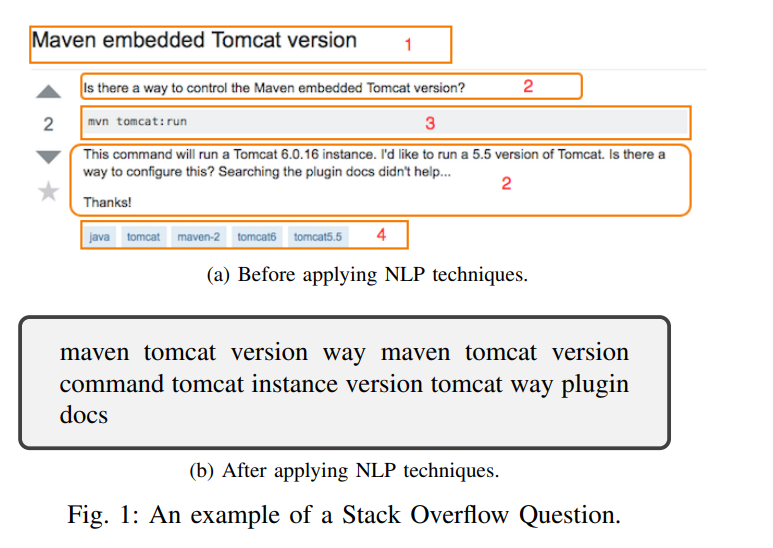 Maven embedded Tomcat version 1
Is there a way to control the Maven embedded Tomcat version? 2
2
mvn tomcat:run 3
This command will run a Tomcat 6.0.16 instance. I'd like to run a 5.5 version of Tomcat. Is there a
way to configure this? Searching the plugin docs didn't help...
2
Thanks!
java tomcat maven-2 tomcat6 tomcat5.5 4
(a) Before applying NLP techniques.
maven tomcat version way maven tomcat version
command tomcat instance version tomcat way plugin
docs
(b) After applying NLP techniques.
Fig. 1: An example of a Stack Overflow Question.